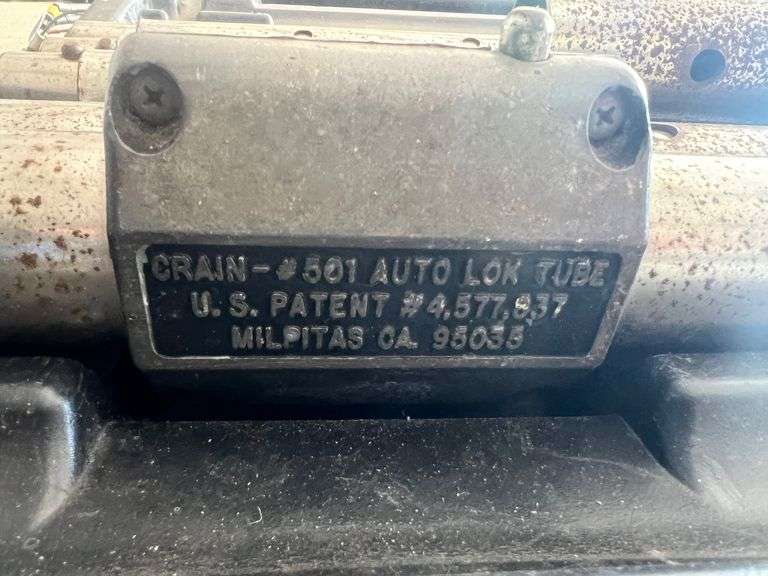 CRAIN-#501 AUTO LOK TUBE
U.S. PATENT #4,577,837
MILPITAS CA. 95035